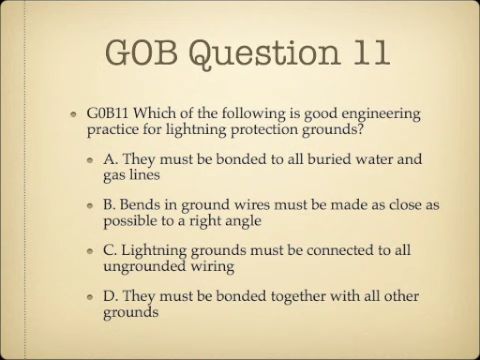 G0B Question 11
G0B11 Which of the following is good engineering
practice for lightning protection grounds?
A. They must be bonded to all buried water and
gas lines
B. Bends in ground wires must be made as close as
possible to a right angle
C. Lightning grounds must be connected to all
ungrounded wiring
D. They must be bonded together with all other
grounds